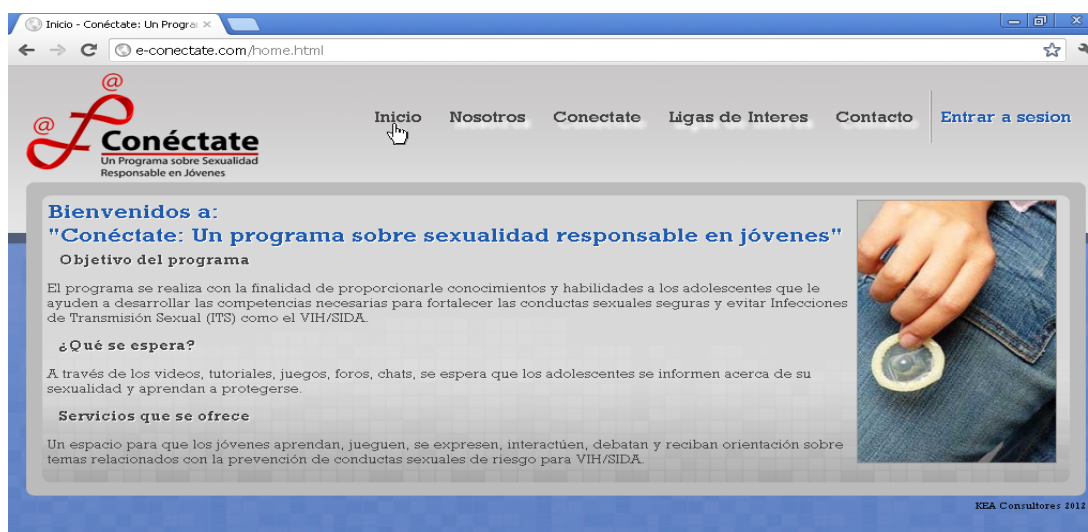 Inicio - Conéctate: Un Progra
e-conectate.com/home.html
@
@
Conéctate
Un Programa sobre Sexualidad
Responsable en Jóvenes
Inicio Nosotros Conectate Ligas de Interes Contacto Entrar a sesion
Bienvenidos a:
"Conéctate: Un programa sobre sexualidad responsable en jóvenes"
Objetivo del programa
El programa se realiza con la finalidad de proporcionarle conocimientos y habilidades a los adolescentes que le
ayuden a desarrollar las competencias necesarias para fortalecer las conductas sexuales seguras y evitar Infecciones
de Transmisión Sexual (ITS) como el VIH/SIDA.
¿Qué se espera?
A través de los videos, tutoriales, juegos, foros, chats, se espera que los adolescentes se informen acerca de su
sexualidad y aprendan a protegerse.
Servicios que se ofrece
Un espacio para que los jóvenes aprendan, jueguen, se expresen, interactúen, debatan y reciban orientación sobre
temas relacionados con la prevención de conductas sexuales de riesgo para VIH/SIDA.
KEA Consultores 2012